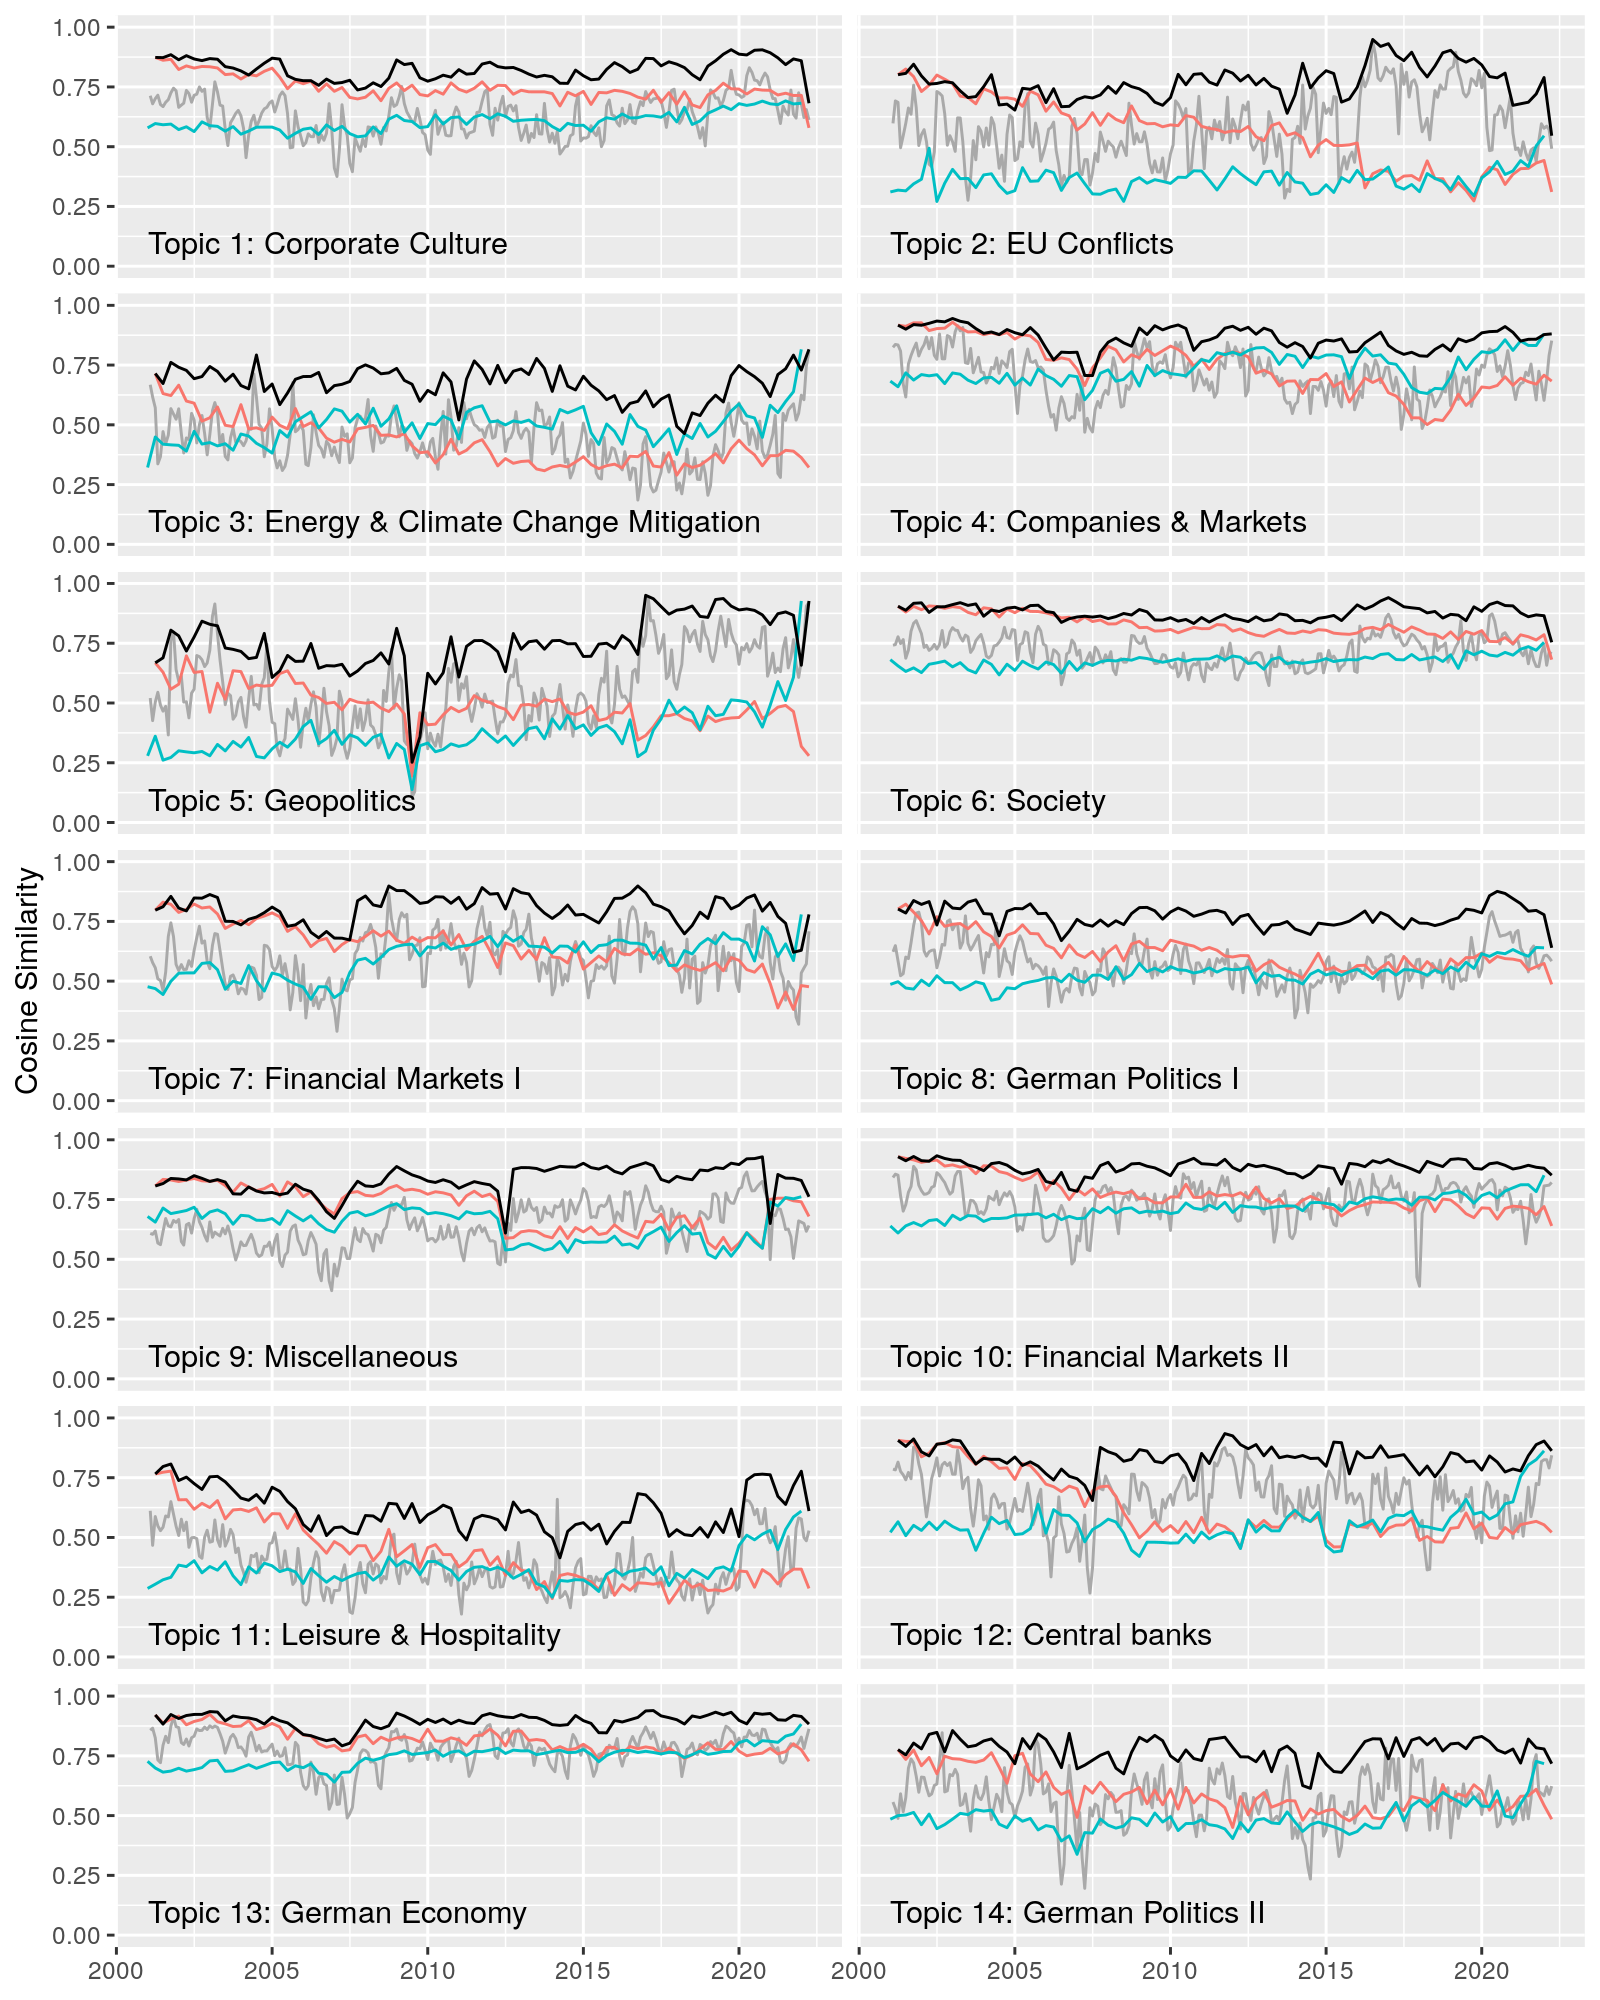 Cosine Similarity
1.00
0.75
0.50
0.25
0.00
Topic 1: Corporate Culture
Topic 2: EU Conflicts
1.00
0.75
0.50
0.25
0.00
Topic 3: Energy & Climate Change Mitigation
Topic 4: Companies & Markets
1.00
0.75
0.50
0.25
0.00
Topic 5: Geopolitics
Topic 6: Society
1.00
0.75
0.50
0.25
0.00
Topic 7: Financial Markets I
Topic 8: German Politics I
1.00
0.75
0.50
0.25
0.00
Topic 9: Miscellaneous
Topic 10: Financial Markets II
1.00
0.75
0.50
0.25
0.00
Topic 11: Leisure & Hospitality
Topic 12: Central banks
1.00
0.75
0.50
0.25
0.00
Topic 13: German Economy
Topic 14: German Politics II
2000 2005 2010 2015 2020 2000 2005 2010 2015 2020